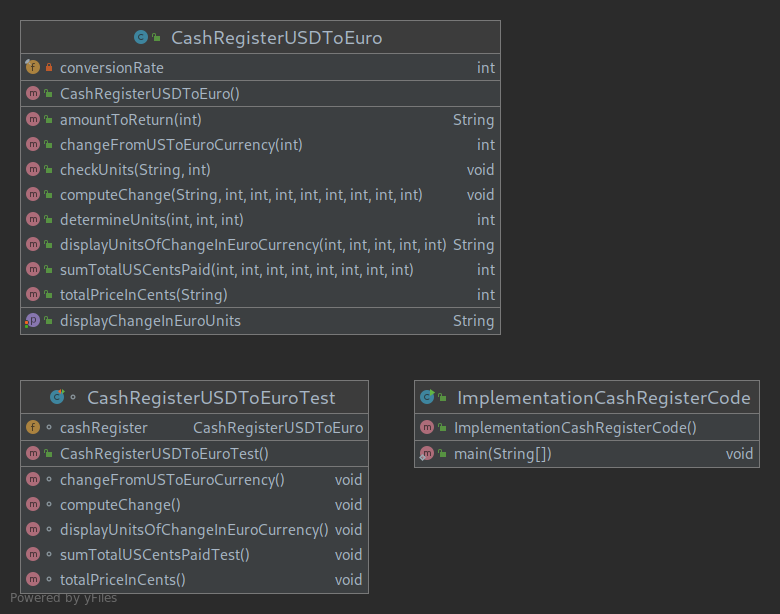 CashRegisterUSDToEuro
conversionRate int
CashRegisterUSDToEuro()
amountToReturn(int) String
changeFromUSToEuroCurrency(int) int
checkUnits(String, int) void
computeChange(String, int, int, int, int, int, int, int, int) void
determineUnits(int, int, int) int
displayUnitsOfChangeInEuroCurrency(int, int, int, int, int) String
sumTotalUSCentsPaid(int, int, int, int, int, int, int, int) int
totalPriceInCents(String) int
displayChangeInEuroUnits String
CashRegisterUSDToEuroTest
cashRegister CashRegisterUSDToEuro
CashRegisterUSDToEuroTest()
changeFromUSToEuroCurrency() void
computeChange() void
displayUnitsOfChangeInEuroCurrency() void
sumTotalUSCentsPaidTest() void
totalPriceInCents() void
ImplementationCashRegisterCode
ImplementationCashRegisterCode()
main(String[]) void
Powered by yFiles